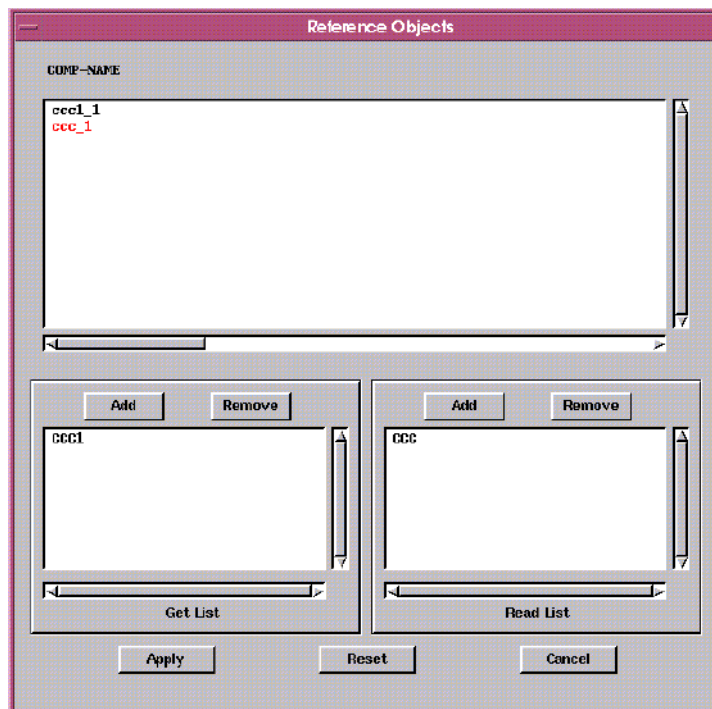 Reference Objects
COMP-NAME
ccc1_1
ccc_1
Add Remove
ccc1
Get List
Add Remove
ccc
Read List
Apply Reset Cancel